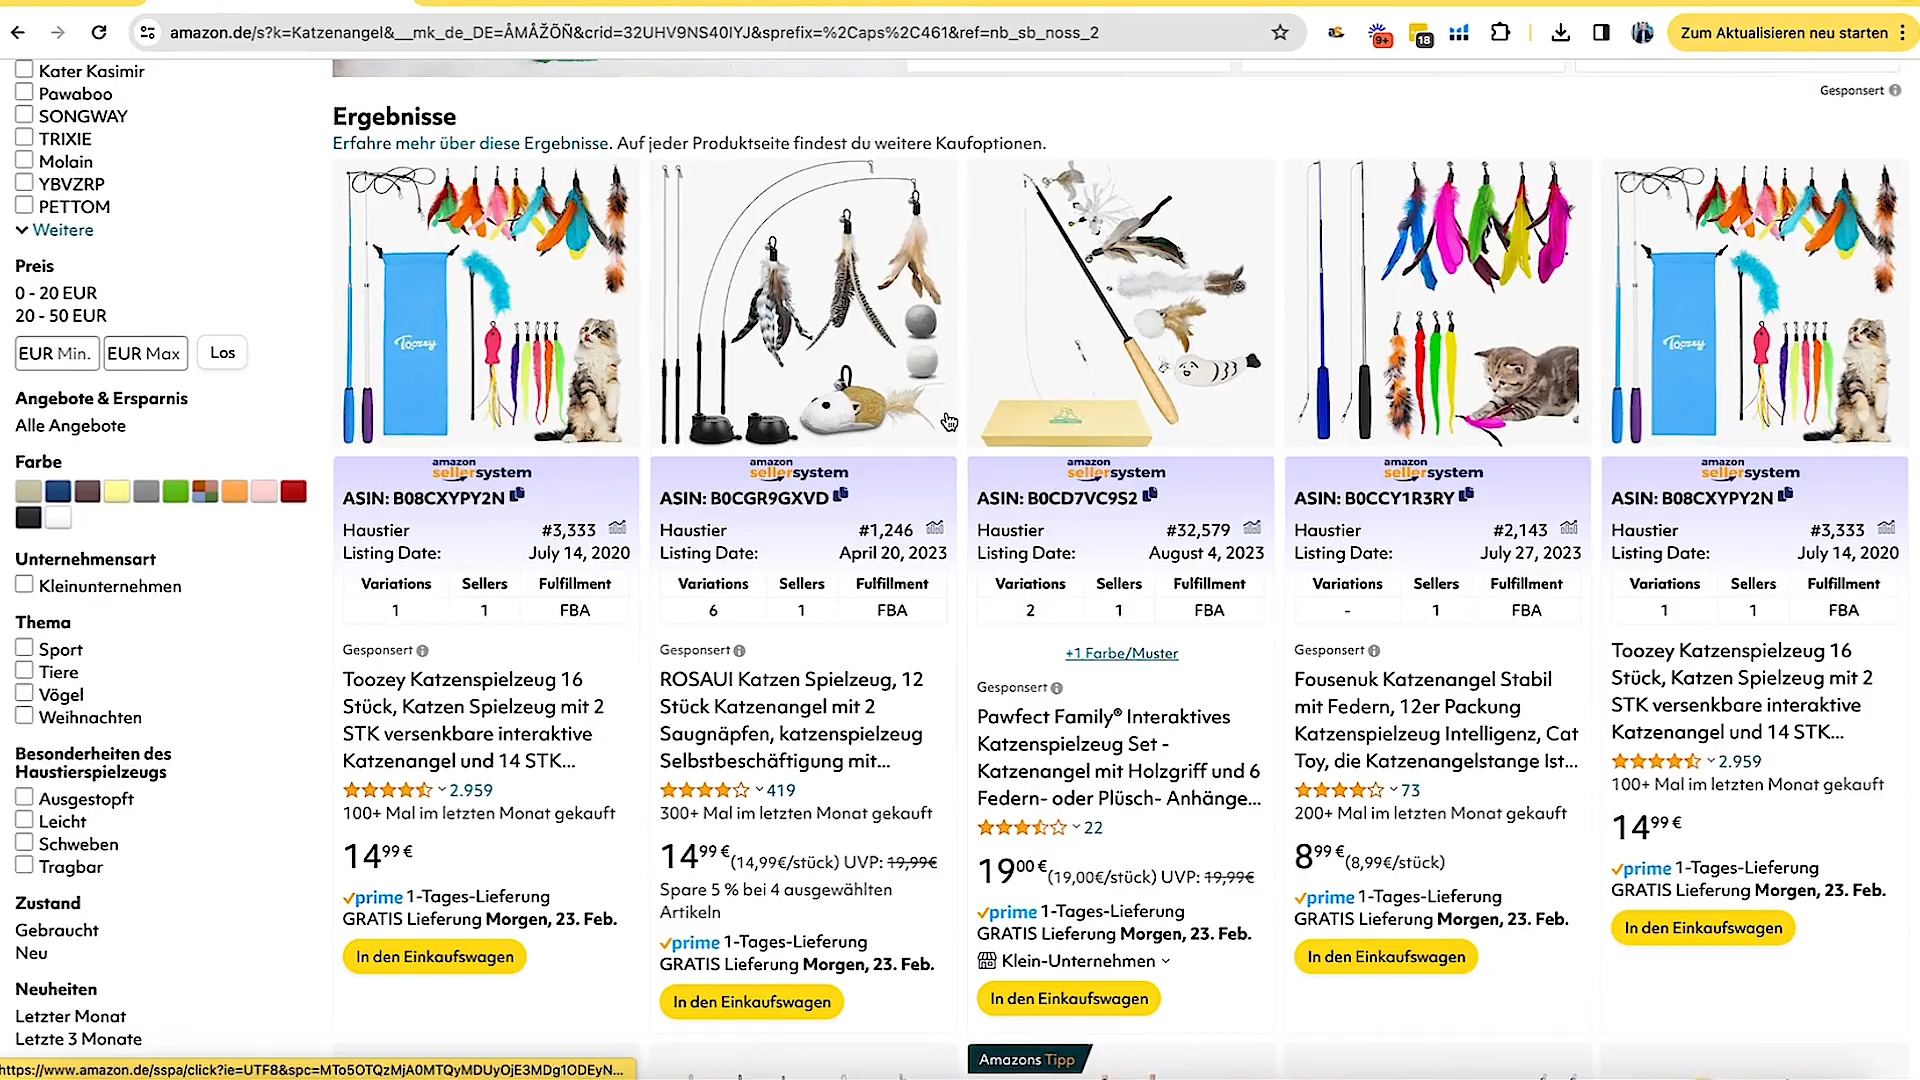 amazon.de/s?k=Katzenangel&__mk_de_DE=ÅMÅŽÕÑ&crid=32UHV9NS40IYJ&sprefix=%2Caps%2C461&ref=nb_sb_noss_2
9+
18
Zum Aktualisieren neu starten
Kater Kasimir
Pawaboo
SONGWAY
TRIXIE
Molain
YBVZRP
PETTOM
Weitere
Preis
0 - 20 EUR
20 - 50 EUR
EUR Min.
EUR Max
Los
Angebote & Ersparnis
Alle Angebote
Farbe
Unternehmensart
Kleinunternehmen
Thema
Sport
Tiere
Vögel
Weihnachten
Besonderheiten des
Haustierspielzeugs
Ausgestopft
Leicht
Schweben
Tragbar
Zustand
Gebraucht
Neu
Neuheiten
Letzter Monat
Letzte 3 Monate
https://www.amazon.de/sspa/click?ie=UTF8&spc=MTo5OTQzMjA0MTQyMDUyOjE3MDg1ODEyN...
Gesponsert
Ergebnisse
Erfahre mehr über diese Ergebnisse. Auf jeder Produktseite findest du weitere Kaufoptionen.
Toozey
amazon
sellersystem
ASIN: B08CXYPY2N
Haustier #3,333
Listing Date: July 14, 2020
Variations Sellers Fulfillment
1 1 FBA
Gesponsert
Toozey Katzenspielzeug 16
Stück, Katzen Spielzeug mit 2
STK versenkbare interaktive
Katzenangel und 14 STK...
2.959
100+ Mal im letzten Monat gekauft
14,99 €
prime 1-Tages-Lieferung
GRATIS Lieferung Morgen, 23. Feb.
In den Einkaufswagen
amazon
sellersystem
ASIN: B0CGR9GXVD
Haustier #1,246
Listing Date: April 20, 2023
Variations Sellers Fulfillment
6 1 FBA
Gesponsert
ROSAUI Katzen Spielzeug, 12
Stück Katzenangel mit 2
Saugnäpfen, katzenspielzeug
Selbstbeschäftigung mit...
419
300+ Mal im letzten Monat gekauft
14 99 € (14,99€/stück) UVP: 19,99€
Spare 5 % bei 4 ausgewählten
Artikeln
prime 1-Tages-Lieferung
GRATIS Lieferung Morgen, 23. Feb.
In den Einkaufswagen
amazon
sellersystem
ASIN: B0CD7VC9S2
Haustier #32,579
Listing Date: August 4, 2023
Variations Sellers Fulfillment
2 1 FBA
+1 Farbe/Muster
Gesponsert
Pawfect Family® Interaktives
Katzenspielzeug Set -
Katzenangel mit Holzgriff und 6
Federn- oder Plüsch- Anhänge...
22
19 00 € (19,00€/stück) UVP: 19,99€
prime 1-Tages-Lieferung
GRATIS Lieferung Morgen, 23. Feb.
Klein-Unternehmen
In den Einkaufswagen
Amazons Tipp
amazon
sellersystem
ASIN: B0CCY1R3RY
Haustier #2,143
Listing Date: July 27, 2023
Variations Sellers Fulfillment
- 1 FBA
Gesponsert
Fousenuk Katzenangel Stabil
mit Federn, 12er Packung
Katzenspielzeug Intelligenz, Cat
Toy, die Katzenangelstange Ist...
73
200+ Mal im letzten Monat gekauft
8 99 € (8,99€/stück)
prime 1-Tages-Lieferung
GRATIS Lieferung Morgen, 23. Feb.
In den Einkaufswagen
Toozey
amazon
sellersystem
ASIN: B08CXYPY2N
Haustier #3,333
Listing Date: July 14, 2020
Variations Sellers Fulfillment
1 1 FBA
Toozey Katzenspielzeug 16
Stück, Katzen Spielzeug mit 2
STK versenkbare interaktive
Katzenangel und 14 STK...
2.959
100+ Mal im letzten Monat gekauft
14 99 €
prime 1-Tages-Lieferung
GRATIS Lieferung Morgen, 23. Feb.
In den Einkaufswagen